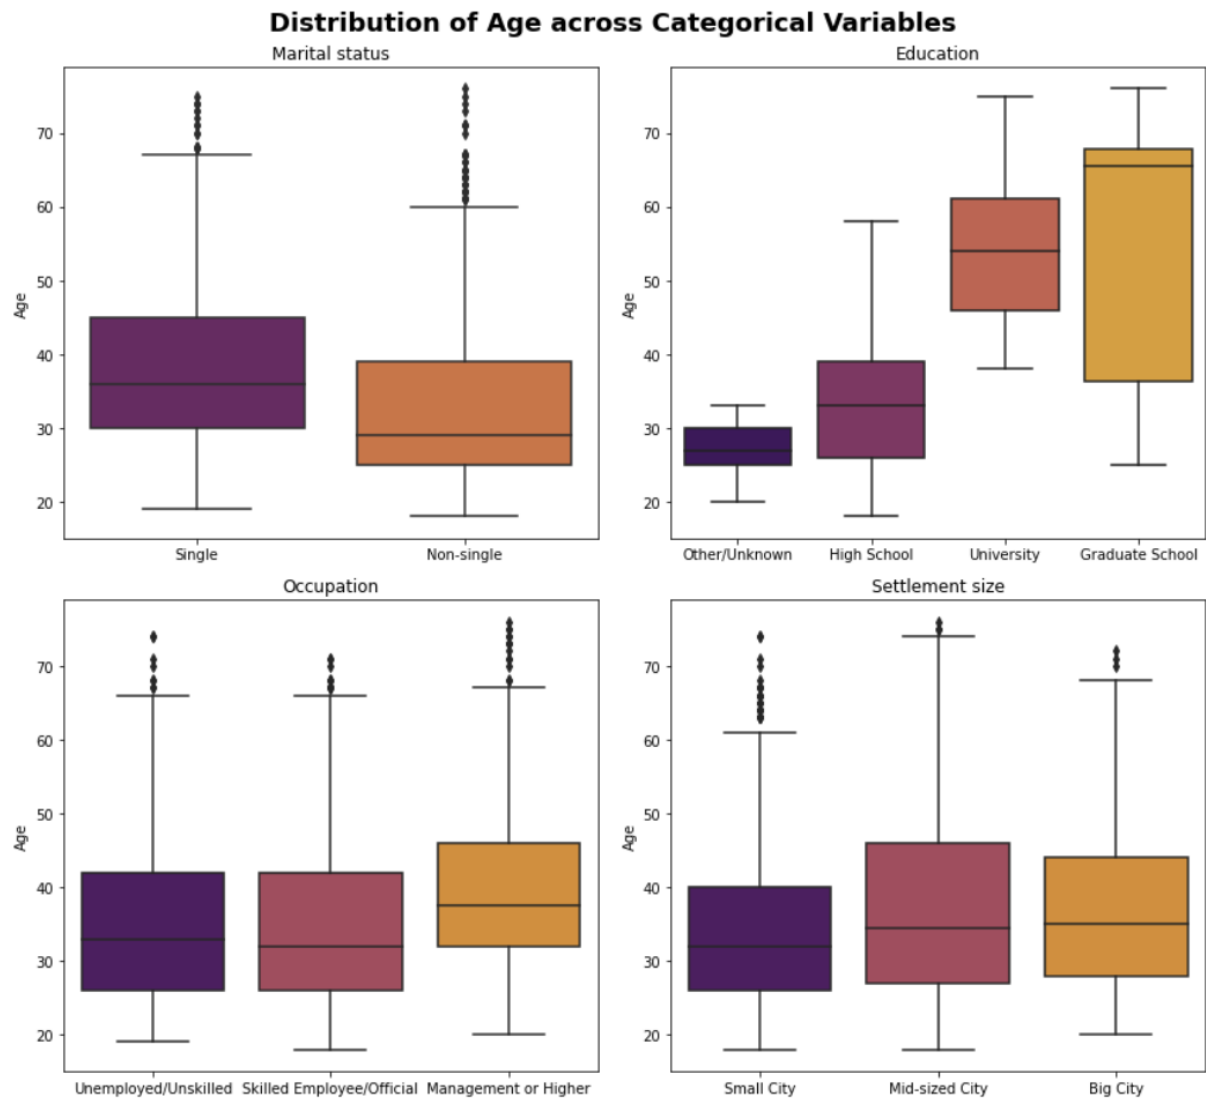 Distribution of Age across Categorical Variables
Marital status
Age
70
60
50
40
30
20
Single Non-single
Education
Age
70
60
50
40
30
20
Other/Unknown High School University Graduate School
Occupation
Age
70
60
50
40
30
20
Unemployed/Unskilled Skilled Employee/Official Management or Higher
Settlement size
Age
70
60
50
40
30
20
Small City Mid-sized City Big City